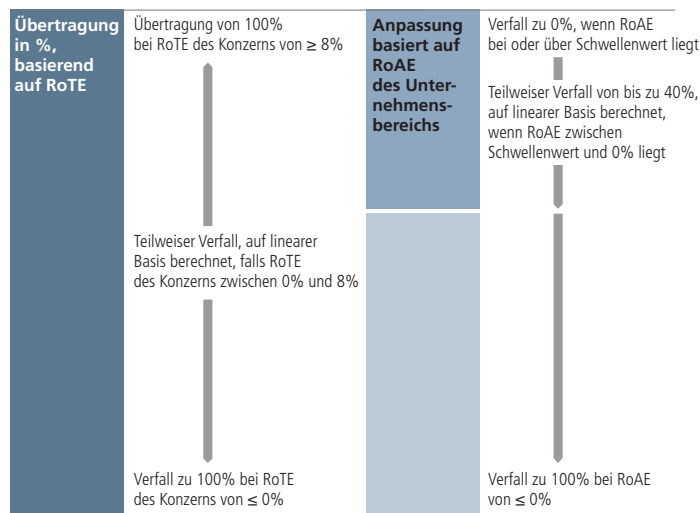 Übertragung
in %,
basierend
auf RoTE
Übertragung von 100%
bei RoTE des Konzerns von ≥ 8%
Teilweiser Verfall, auf linearer
Basis berechnet, falls RoTE
des Konzerns zwischen 0% und 8%
Verfall zu 100% bei RoTE
des Konzerns von ≤ 0%
Anpassung
basiert auf
RoAE
des Unter-
nehmens-
bereichs
Verfall zu 0%, wenn RoAE
bei oder über Schwellenwert liegt
Teilweiser Verfall von bis zu 40%,
auf linearer Basis berechnet,
wenn RoAE zwischen
Schwellenwert und 0% liegt
Verfall zu 100% bei RoAE
von ≤ 0%